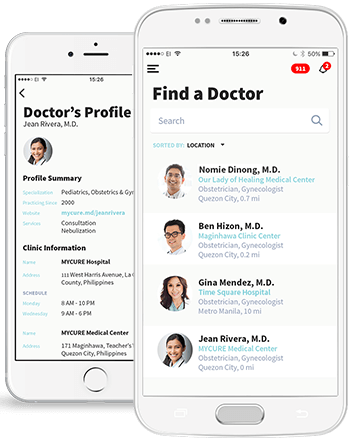 15:26
Doctor's Profile
Jean Rivera, M.D.
Profile Summary
Specialization Pediatrics, Obstetrics & Gyn
Practicing Since 2000
Website mycure.md/jeanrivera
Services Consultation
Nebulization
Clinic Information
Name MYCURE Hospital
Address 111 West Harris Avenue, La
County, Philippines
SCHEDULE
Monday 8 AM - 10 PM
Wednesday 9 AM - 6 PM
Name MYCURE Medical Center
Address 171 Maginhawa, Teacher's
Quezon City, Philippines
15:26 50%
911 2
Find a Doctor
Search
SORTED BY: LOCATION
Nomie Dinong, M.D.
Our Lady of Healing Medical Center
Obstetrician, Gynecologist
Quezon City, 0.7 mi
Ben Hizon, M.D.
Maginhawa Clinic Center
Obstetrician, Gynecologist
Quezon City, 0.2 mi
Gina Mendez, M.D.
Time Square Hospital
Obstetrician, Gynecologist
Metro Manila, 10 mi
Jean Rivera, M.D.
MYCURE Medical Center
Obstetrician, Gynecologist
Quezon City, 0 mi